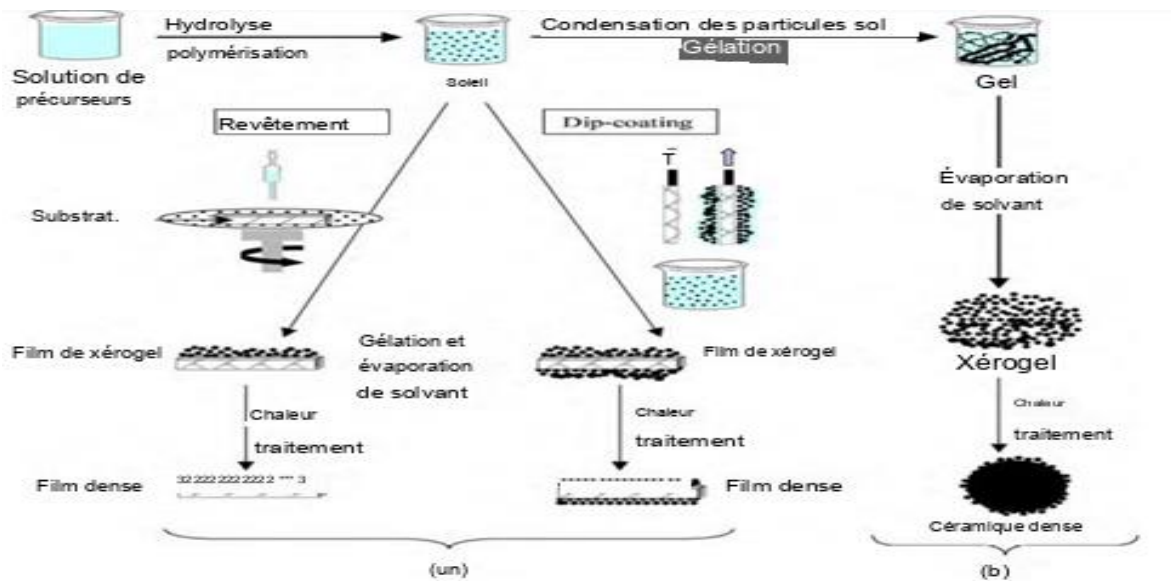 Hydrolyse
polymérisation
Condensation des particules sol
Gélation
Solution de
précurseurs
Soleil
Gel
Revêtement
Dip-coating
T
Substrat.
Évaporation
de solvant
Film de xérogel
Gélation et
évaporation
de solvant
Film de xérogel
Xérogel
Chaleur
traitement
Chaleur
traitement
Chaleur
traitement
Film dense
Film dense
Céramique dense
(un)
(b)